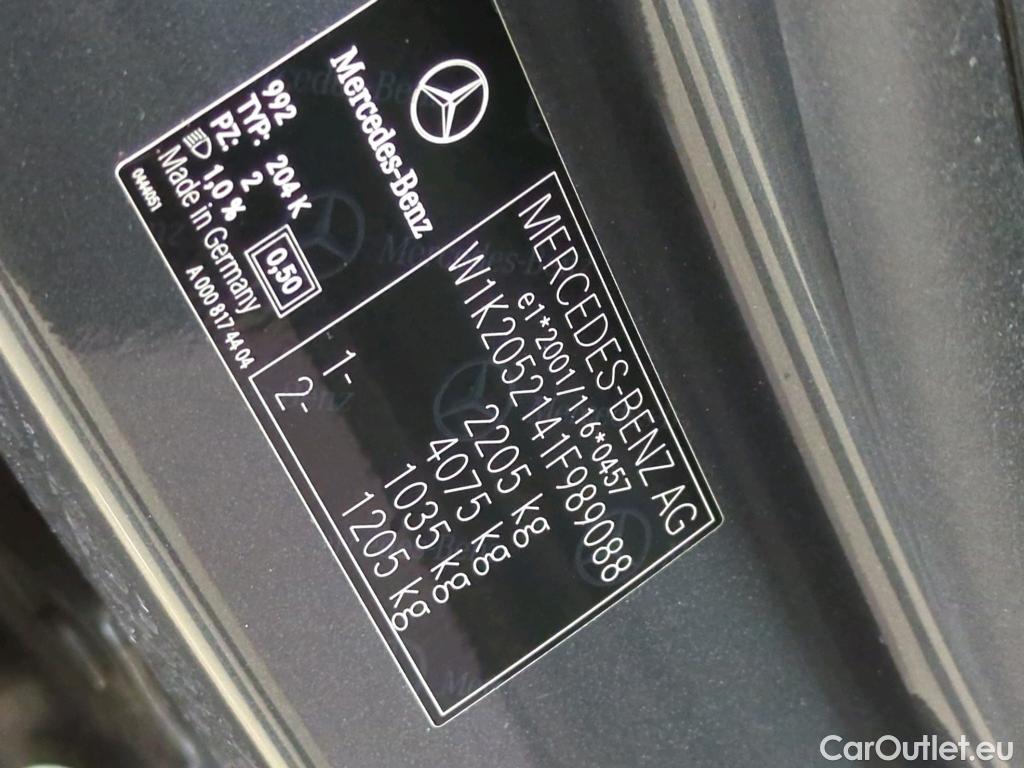 MERCEDES-BENZ AG
e1*2001/116*0457
W1K2052141F989088
2205 kg
4075 kg
1- 1035 kg
2- 1205 kg
Mercedes-Benz
992
TYP: 204 K
PZ: 2
1,0 % 0,50
Made in Germany
0444051 A 000 817 44 04
CarOutlet.eu